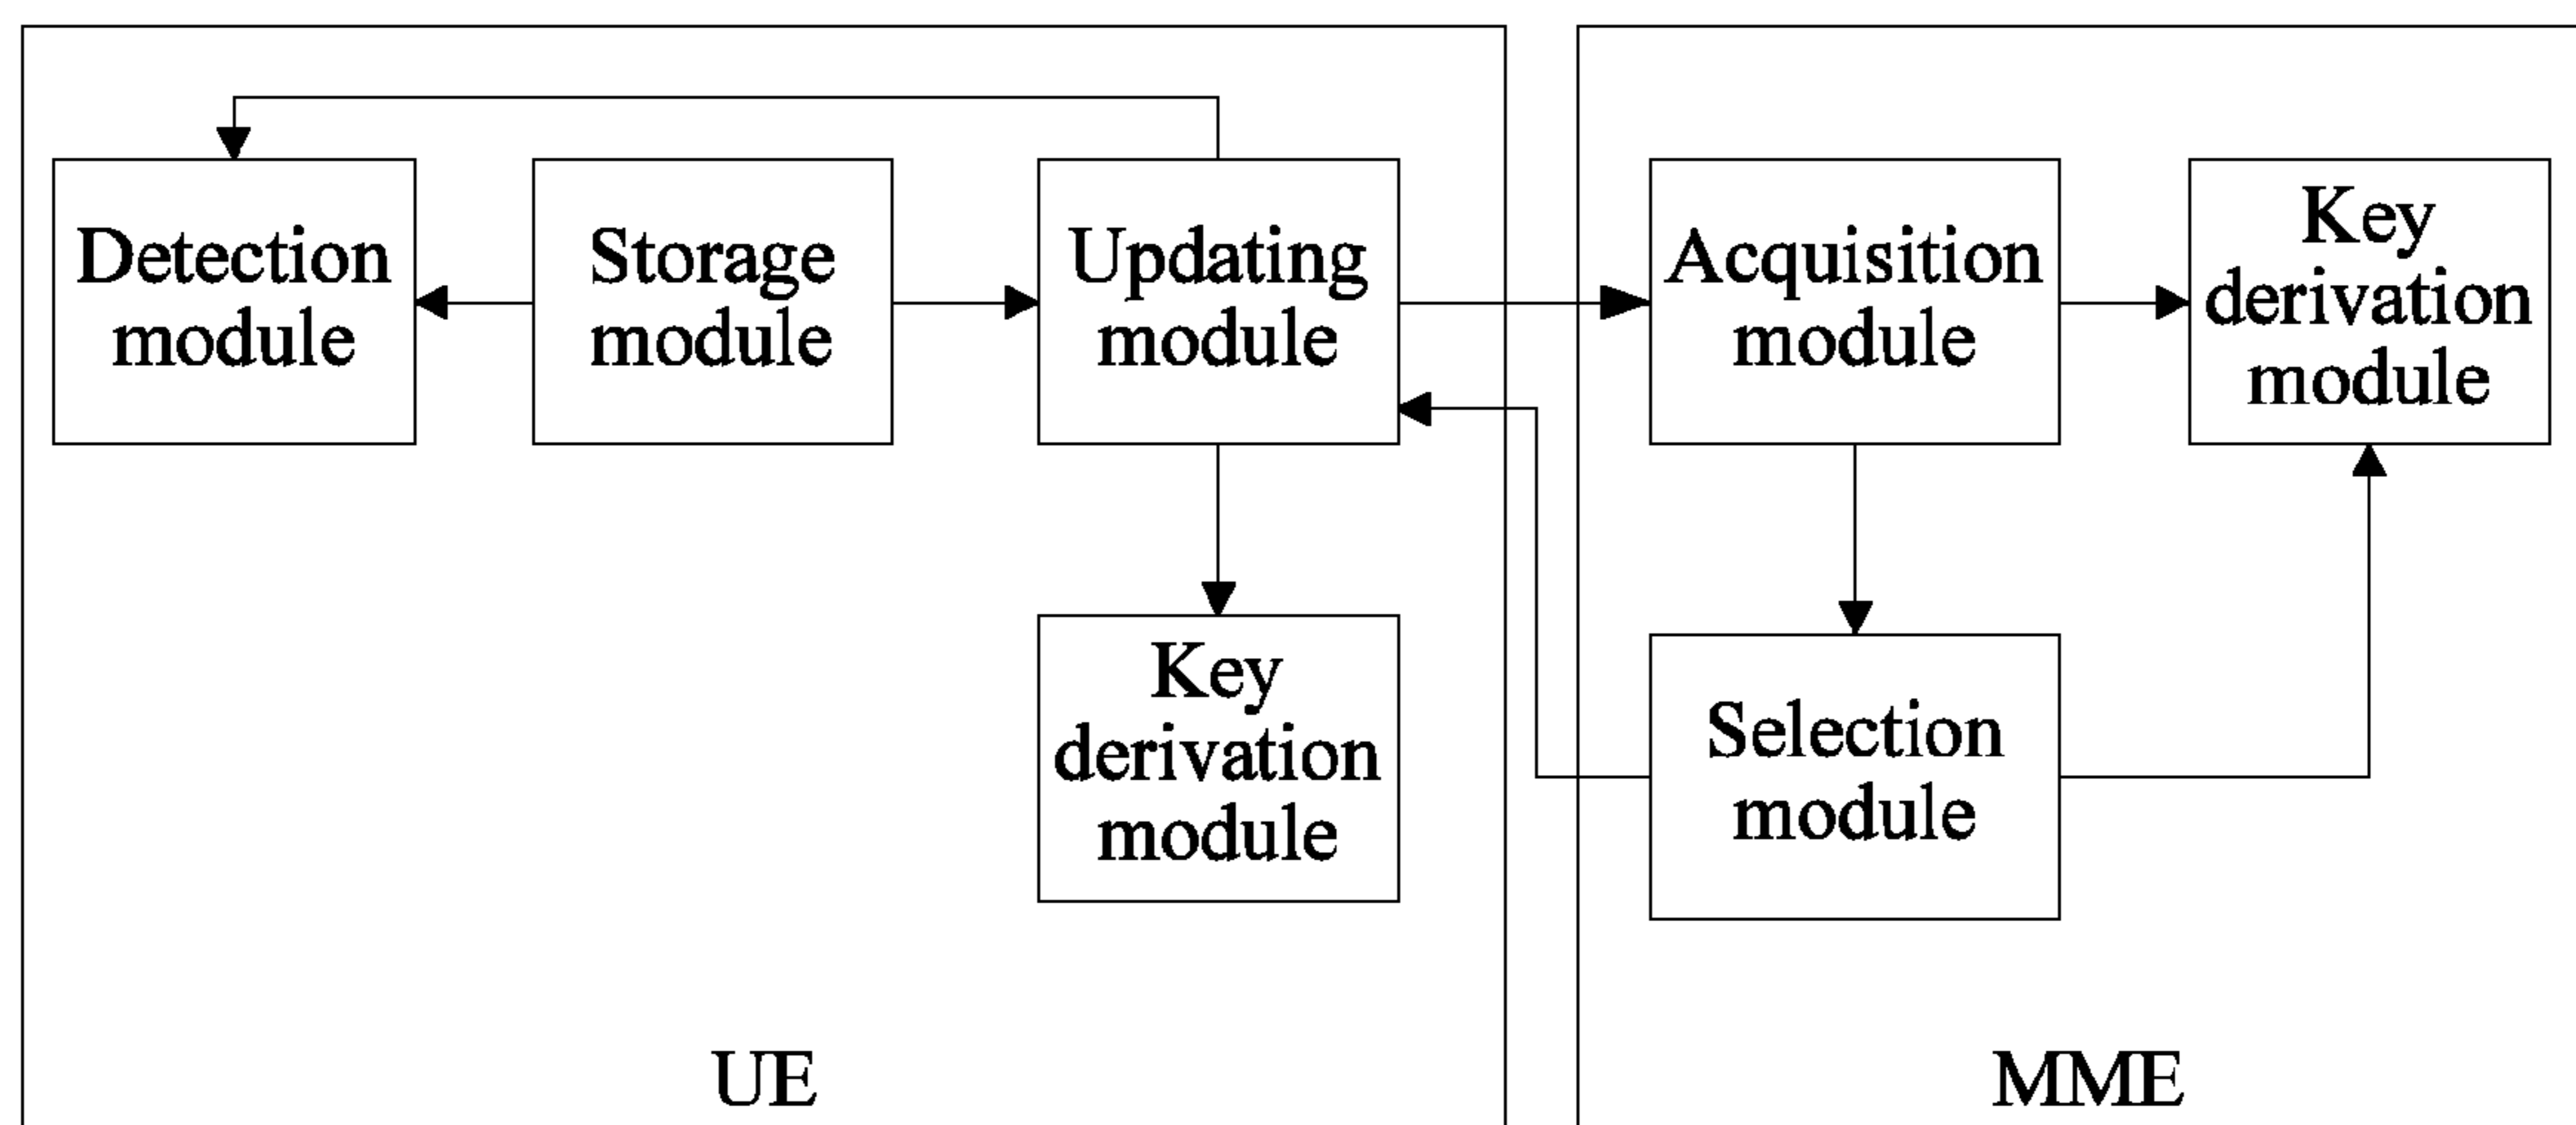 Detection
module
Storage
module
Updating
module
Acquisition
module
Key
derivation
module
Key
derivation
module
Selection
module
UE
MME